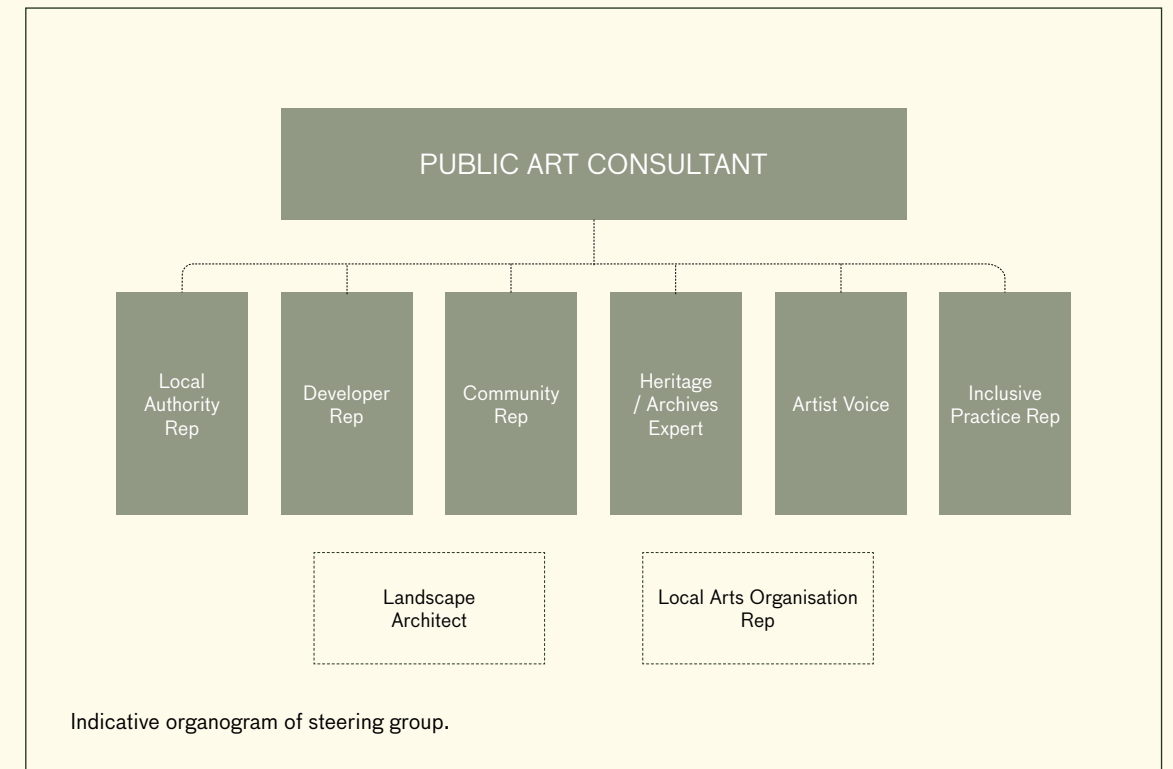 PUBLIC ART CONSULTANT
Local
Authority
Rep
Developer
Rep
Community
Rep
Heritage
/ Archives
Expert
Artist Voice
Inclusive
Practice Rep
Landscape
Architect
Local Arts Organisation
Rep
Indicative organogram of steering group.